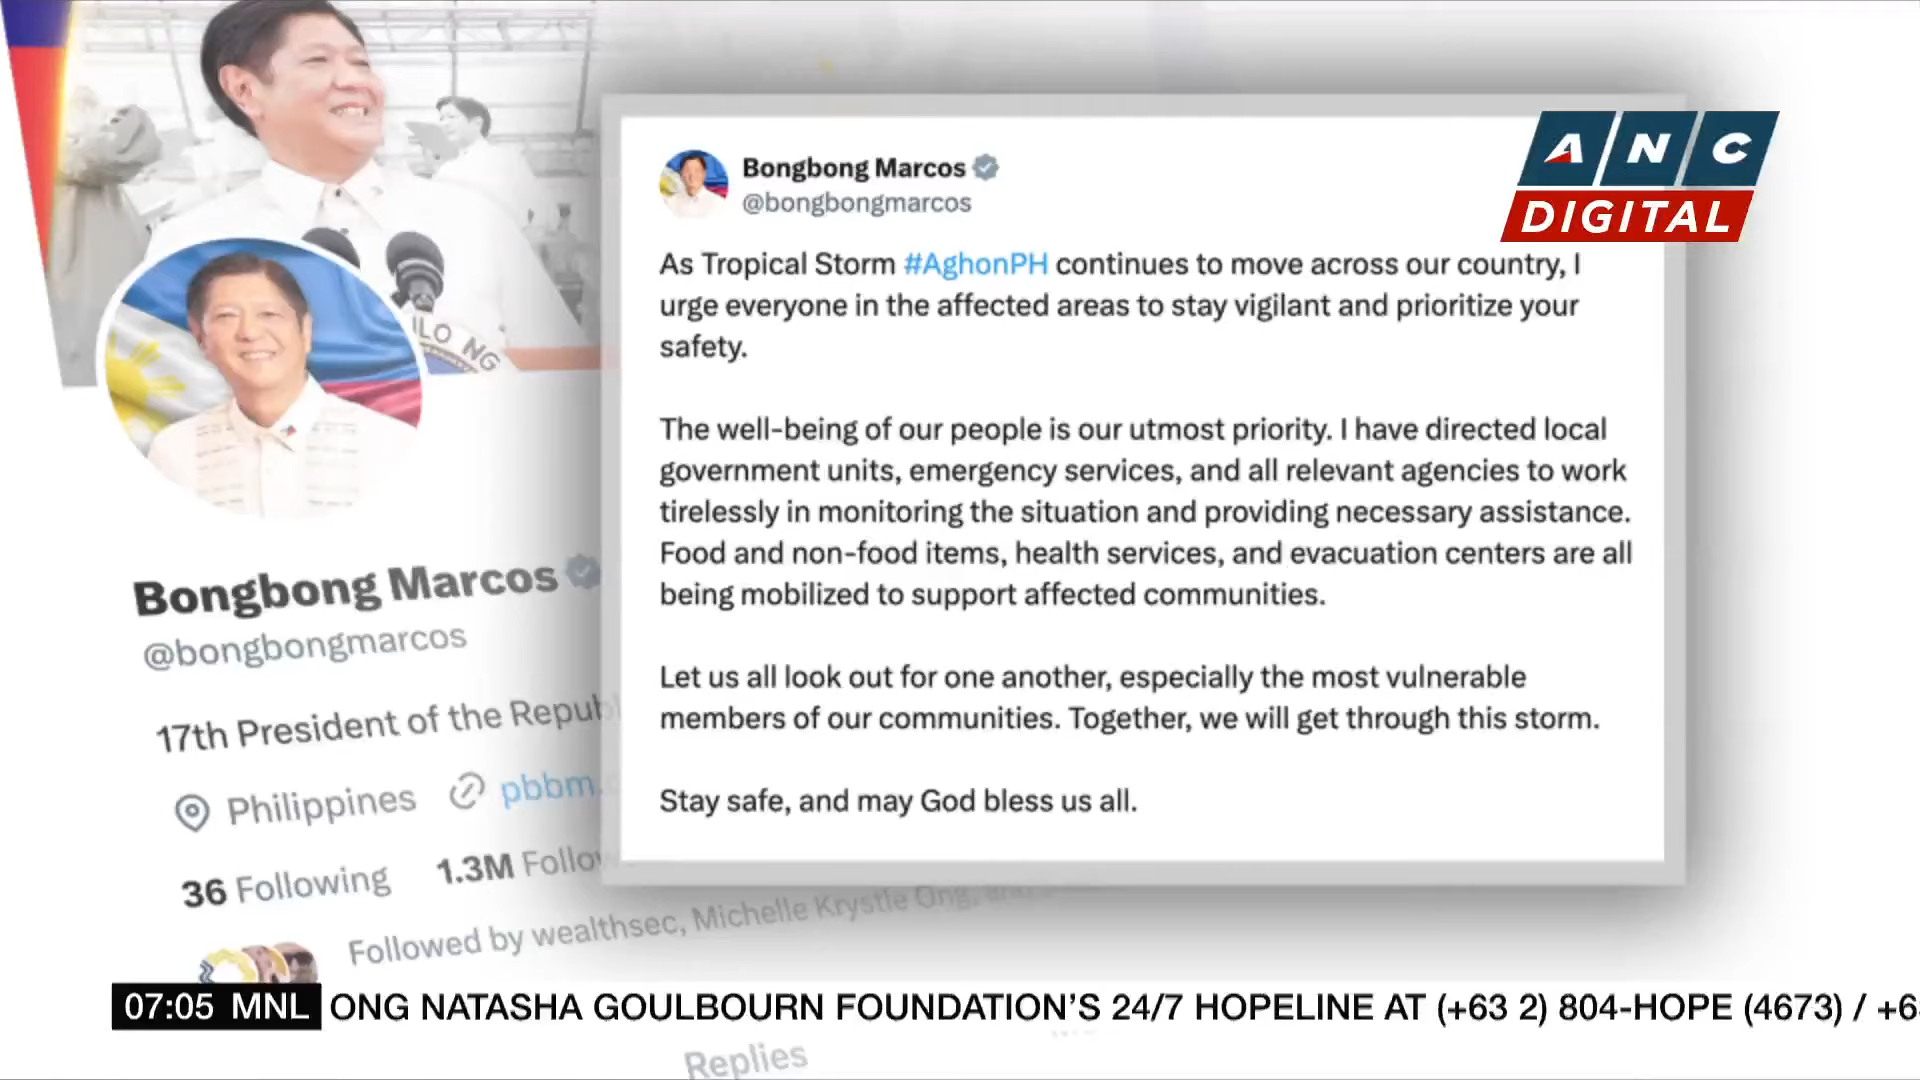 ANC
DIGITAL
Bongbong Marcos
@bongbongmarcos
As Tropical Storm #AghonPH continues to move across our country, I
urge everyone in the affected areas to stay vigilant and prioritize your
safety.
The well-being of our people is our utmost priority. I have directed local
government units, emergency services, and all relevant agencies to work
tirelessly in monitoring the situation and providing necessary assistance.
Food and non-food items, health services, and evacuation centers are all
being mobilized to support affected communities.
Let us all look out for one another, especially the most vulnerable
members of our communities. Together, we will get through this storm.
Stay safe, and may God bless us all.
ILO NG
Bongbong Marcos
@bongbongmarcos
17th President of the Republ
Philippines pbbm.
36 Following 1.3M Follow
Followed by wealthsec, Michelle Krystle Ong, and
07:05 MNL ONG NATASHA GOULBOURN FOUNDATION'S 24/7 HOPELINE AT (+63 2) 804-HOPE (4673) / +6
Replies